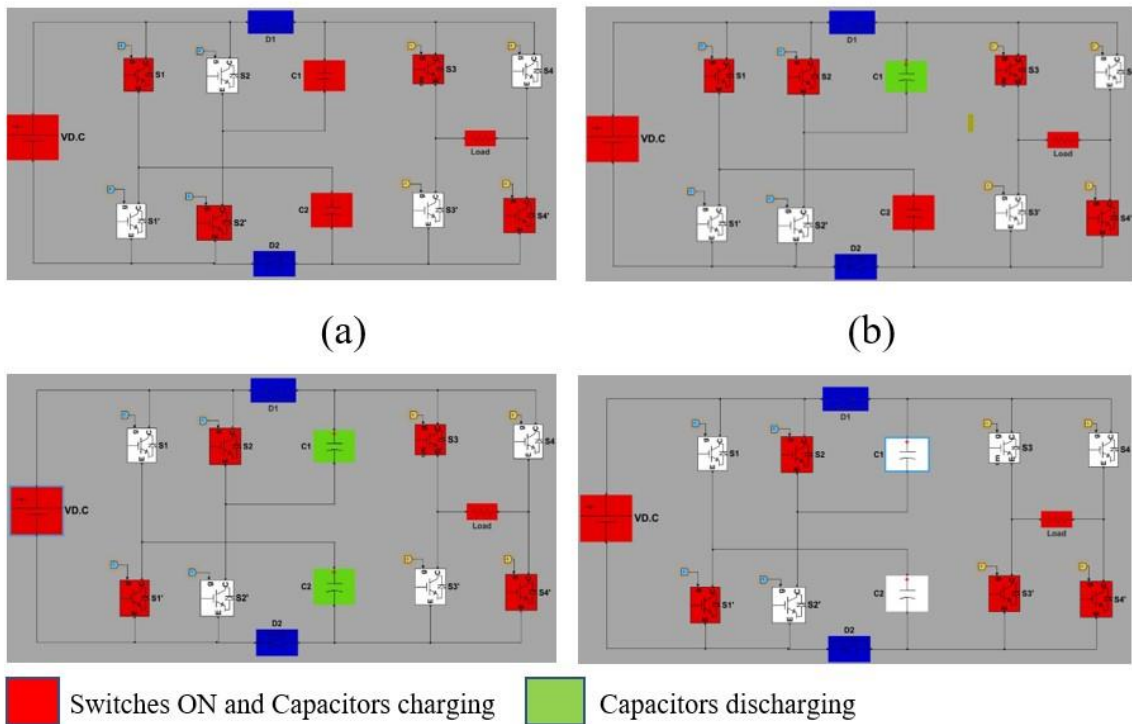 D1
S1
S2
C1
S3
S4
VD.C
Load
S1'
S2'
C2
S3'
S4'
D2
(a)
D1
S1
S2
C1
S3
S
VD.C
Load
S1'
S2'
C2
S3'
S4'
D2
(b)
D1
S1
S2
C1
S3
S4
VD.C
Load
S1'
S2'
C2
S3'
S4'
D2
D1
S1
S2
C1
S3
S4
VD.C
Load
S1'
S2'
C2
S3'
S4'
D2
Switches ON and Capacitors charging
Capacitors discharging